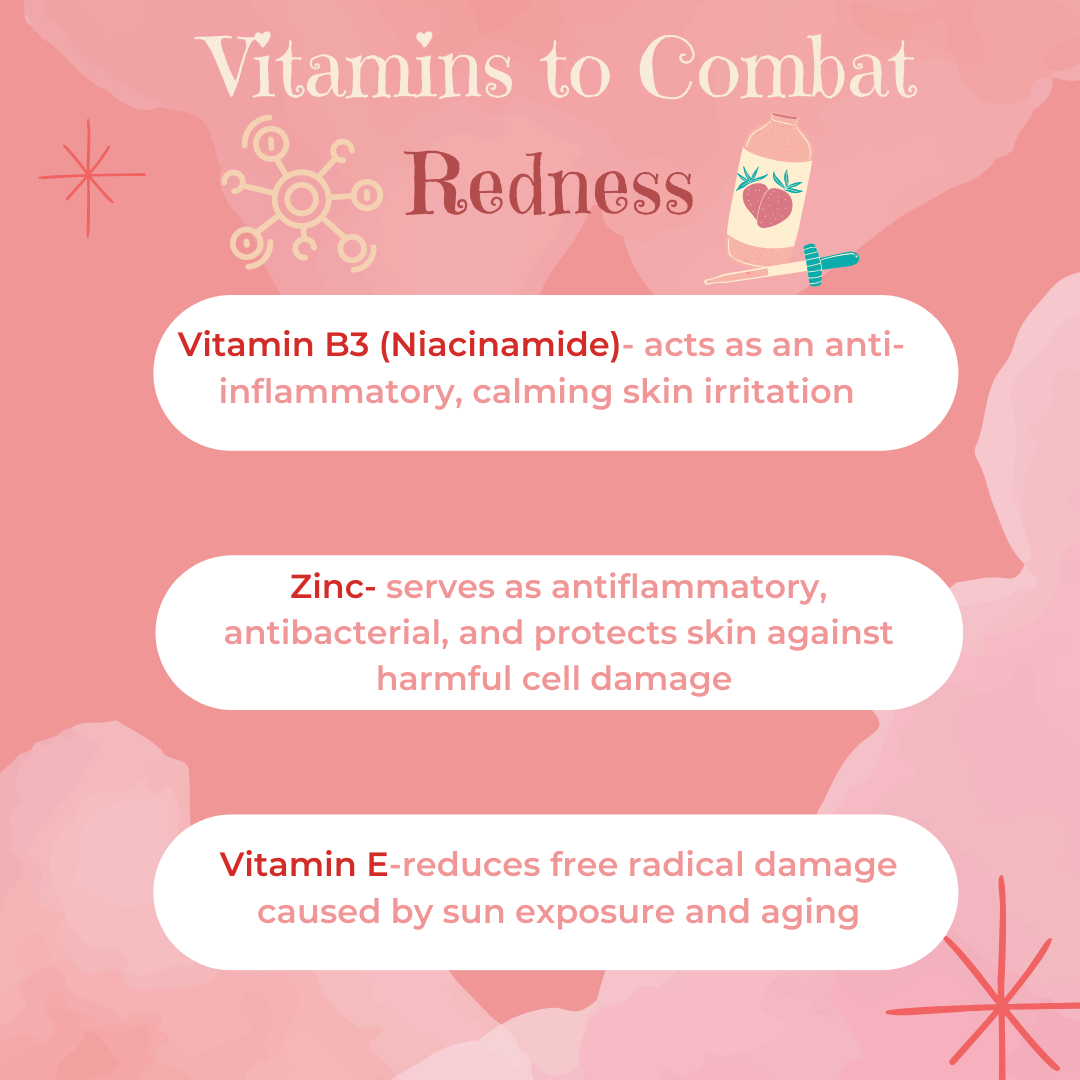 Vitamins to Combat
Redness
Vitamin B3 (Niacinamide)- acts as an anti-
inflammatory, calming skin irritation
Zinc- serves as antiflammatory,
antibacterial, and protects skin against
harmful cell damage
Vitamin E-reduces free radical damage
caused by sun exposure and aging